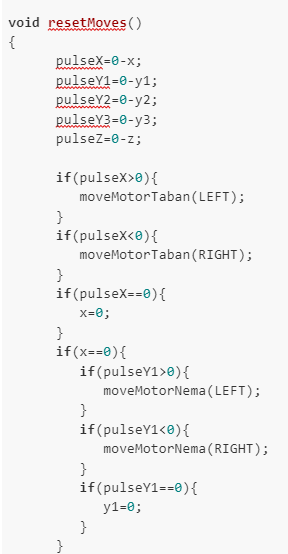 void resetMoves()
{
pulseX=0-x;
pulseY1=0-y1;
pulseY2=0-y2;
pulseY3=0-y3;
pulseZ=0-z;
if(pulseX>0){
moveMotorTaban(LEFT);
}
if(pulseX<0){
moveMotorTaban(RIGHT);
}
if(pulseX==0){
x=0;
}
if(x==0){
if(pulseY1>0){
moveMotorNema(LEFT);
}
if(pulseY1<0){
moveMotorNema(RIGHT);
}
if(pulseY1==0){
y1=0;
}
}